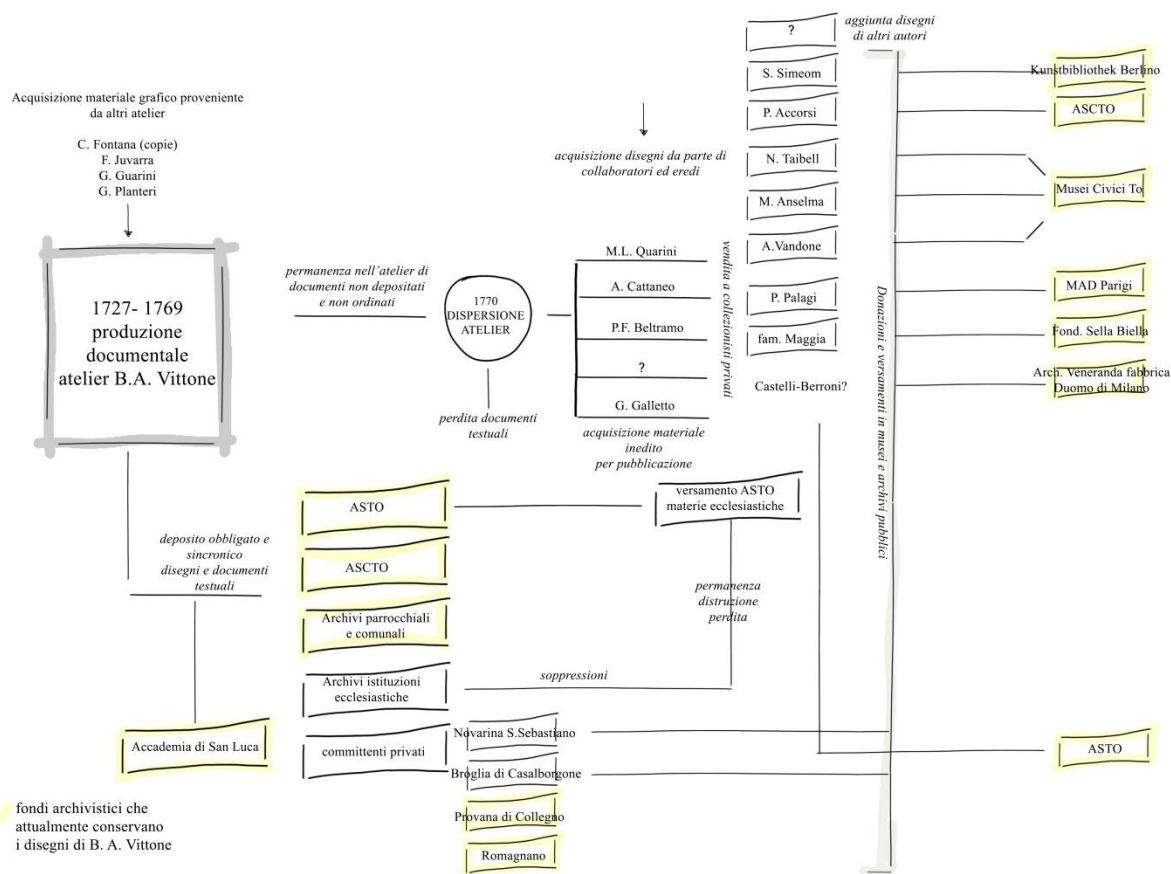 Acquisizione materiale grafico proveniente
da altri atelier
C. Fontana (copie)
F. Juvarra
G. Guarini
G. Planteri
1727- 1769
produzione
documentale
atelier B.A. Vittone
permanenza nell'atelier di
documenti non depositati
e non ordinati
1770
DISPERSIONE
ATELIER
perdita documenti
testuali
acquisizione disegni da parte di
collaboratori ed eredi
M.L. Quarini
A. Cattaneo
P.F. Beltramo
?
G. Galletto
acquisizione materiale
inedito
per pubblicazione
vendita a collezionisti privati
?
S. Simeom
P. Accorsi
N. Taibell
M. Anselma
A.Vandone
P. Palagi
fam. Maggia
Castelli-Berroni?
aggiunta disegni
di altri autori
Donazioni e versamenti in musei e archivi pubblici
Kunstbibliothek Berlino
ASCTO
Musei Civici To
MAD Parigi
Fond. Sella Biella
Arch. Veneranda fabbrica
Duomo di Milano
deposito obbligato e
sincronico
disegni e documenti
testuali
Accademia di San Luca
ASTO
ASCTO
Archivi parrocchiali
e comunali
Archivi istituzioni
ecclesiastiche
committenti privati
versamento ASTO
materie ecclesiastiche
permanenza
distruzione
perdita
soppressioni
Novarina S.Sebastiano
Broglia di Casalborgone
Provana di Collegno
Romagnano
ASTO
fondi archivistici che
attualmente conservano
i disegni di B. A. Vittone